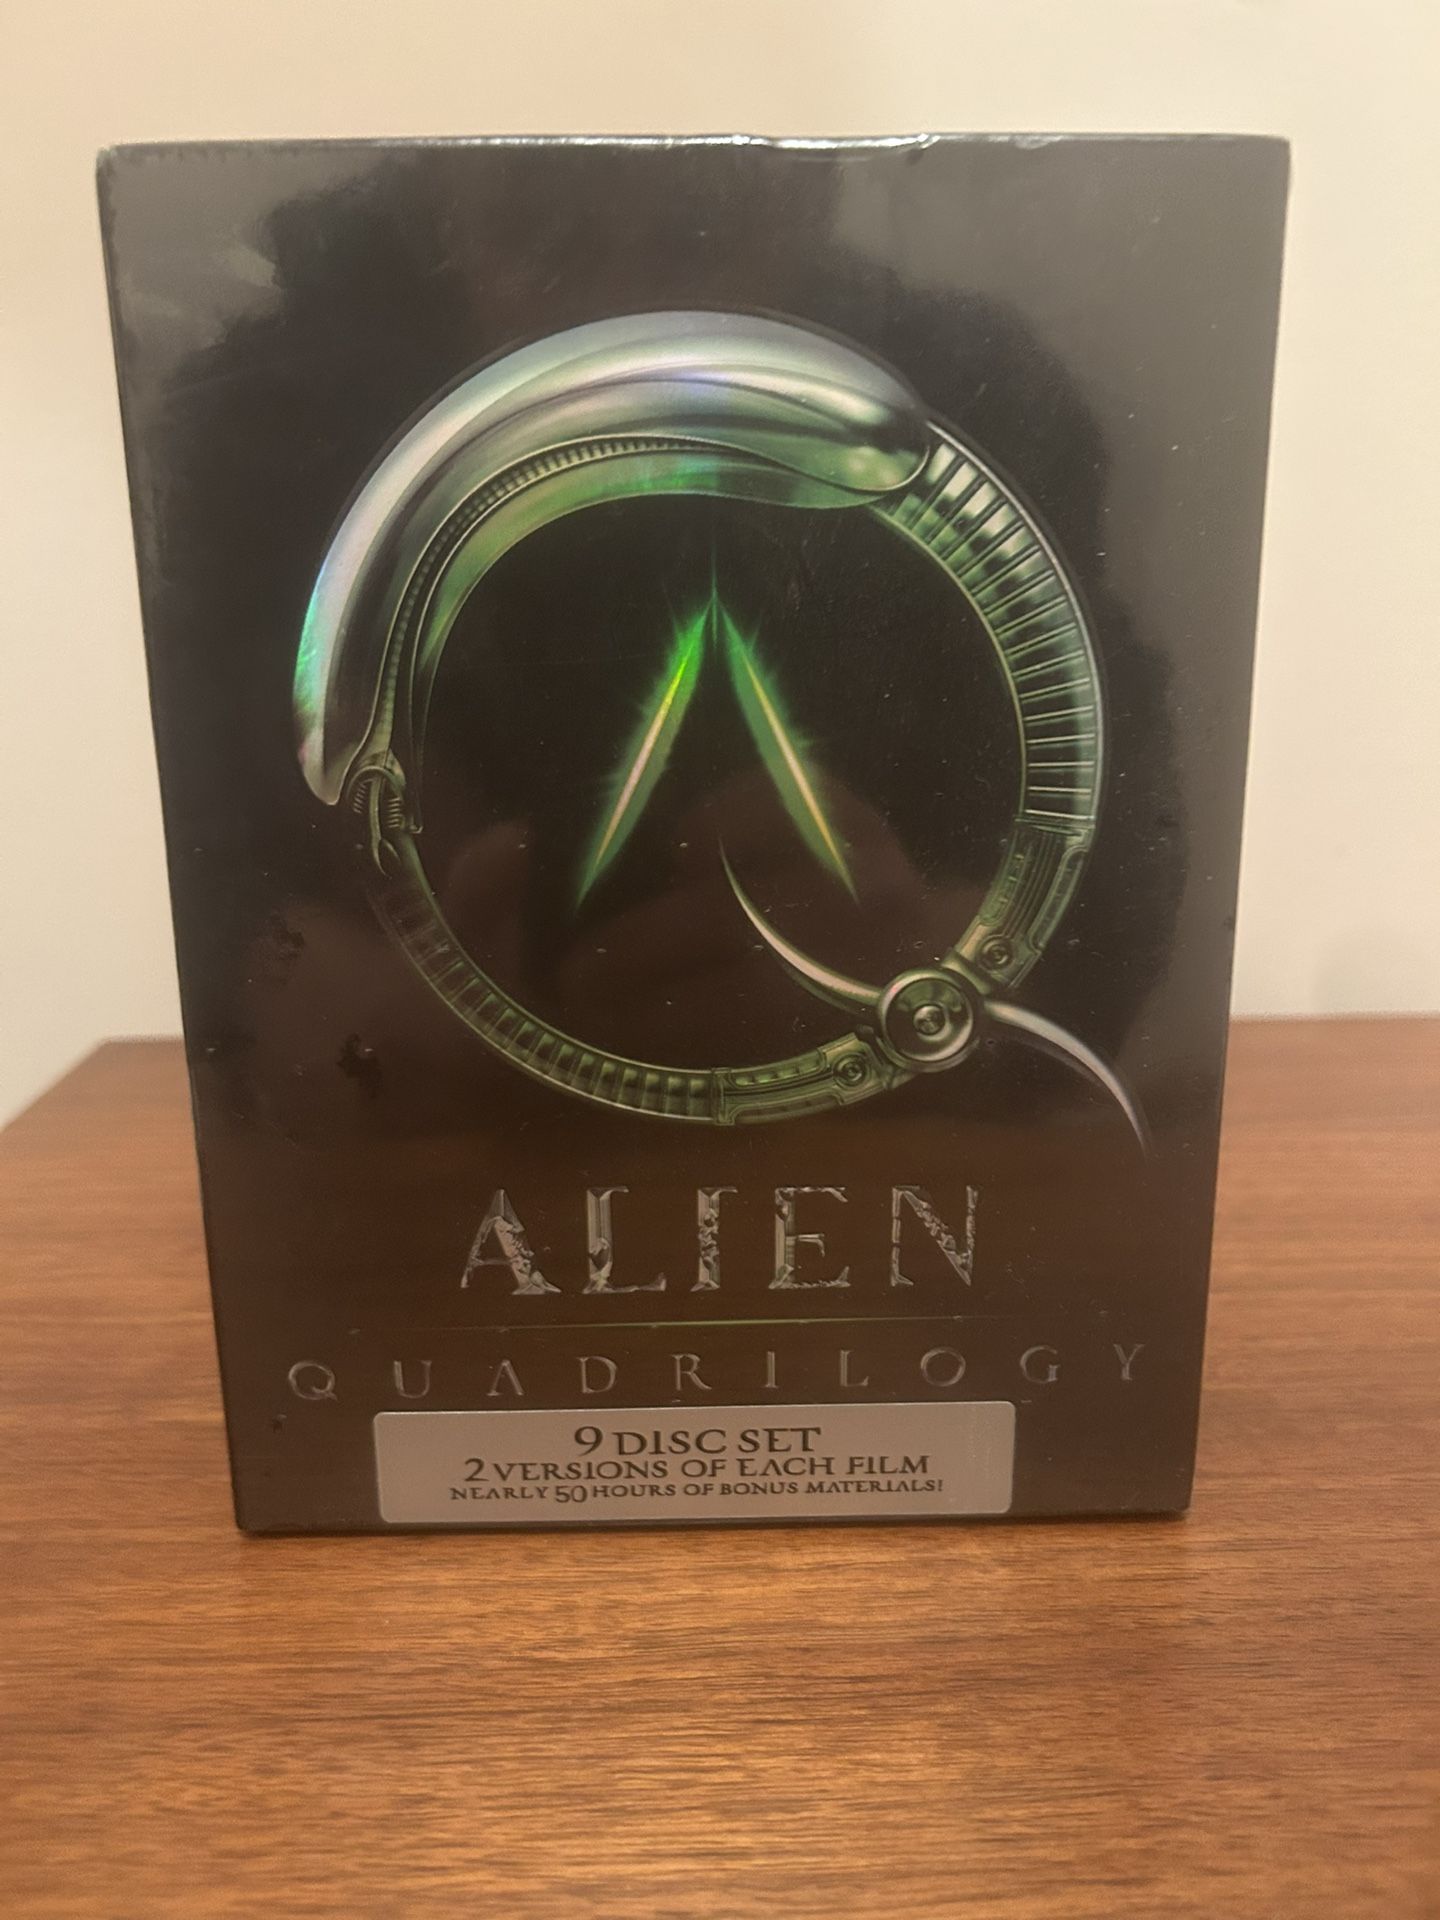 ALIEN
QUADRILOGY
9 DISC SET
2 VERSIONS OF EACH FILM
NEARLY 50 HOURS OF BONUS MATERIALS!